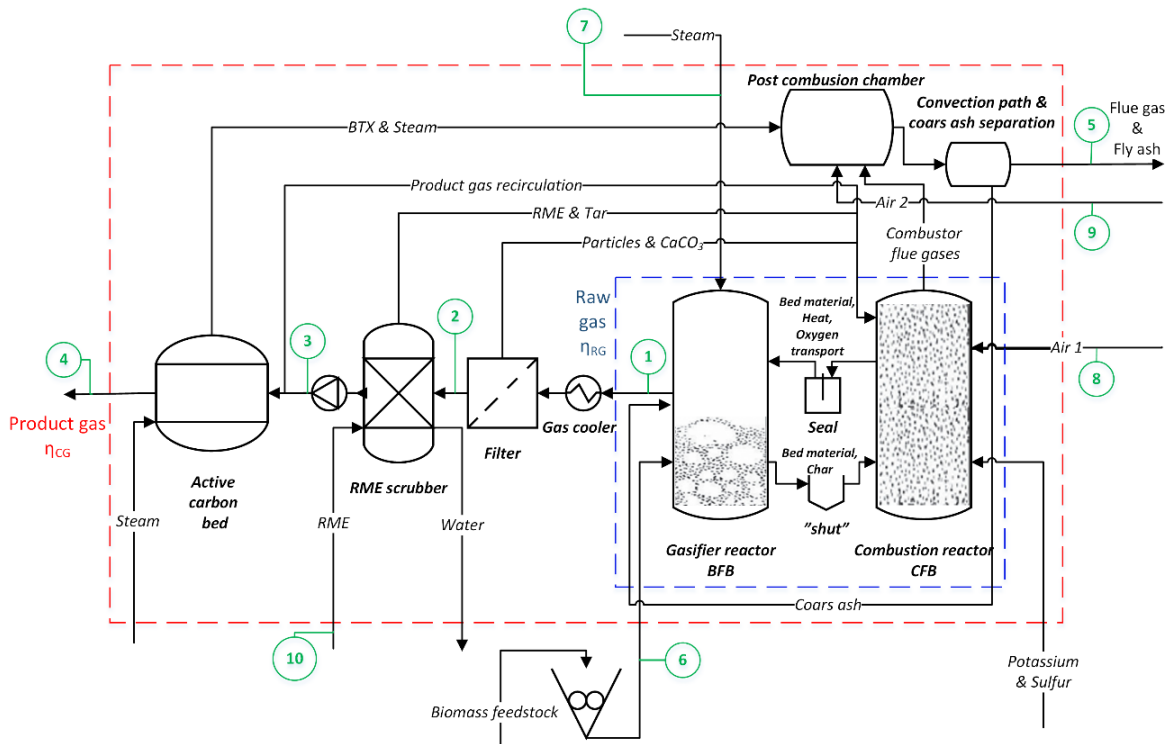 7
Steam
Post combusion chamber
Convection path &
coars ash separation
5
Flue gas
&
Fly ash
BTX & Steam
Product gas recirculation
RME & Tar
Air 2
9
Particles & CaCO3
Combustor
flue gases
Raw
gas
ηRG
Bed material,
Heat,
Oxygen
transport
4
3
2
1
Air 1
8
Product gas
ηCG
Seal
Gas cooler
Filter
Bed material,
Char
Active
carbon
bed
RME scrubber
"shut"
Steam
RME
Water
Gasifier reactor
BFB
Combustion reactor
CFB
Coars ash
10
6
Potassium
& Sulfur
Biomass feedstock